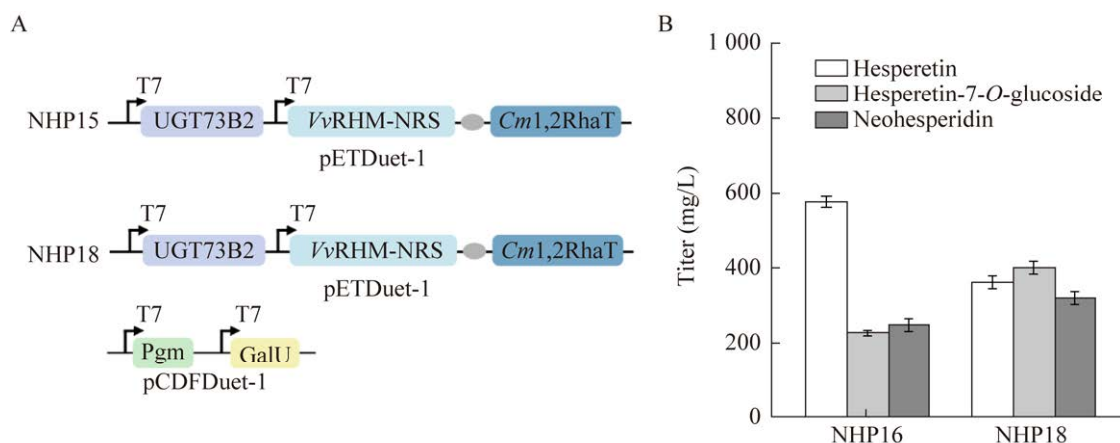 A
T7 T7
NHP15 UGT73B2 VvRHM-NRS Cm1,2RhaT
pETDuet-1
T7 T7
NHP18 UGT73B2 VvRHM-NRS Cm1,2RhaT
pETDuet-1
T7 T7
Pgm GalU
pCDFDuet-1
B
1 000
800
600
400
200
0
Titer (mg/L)
Hesperetin
Hesperetin-7-O-glucoside
Neohesperidin
NHP16 NHP18